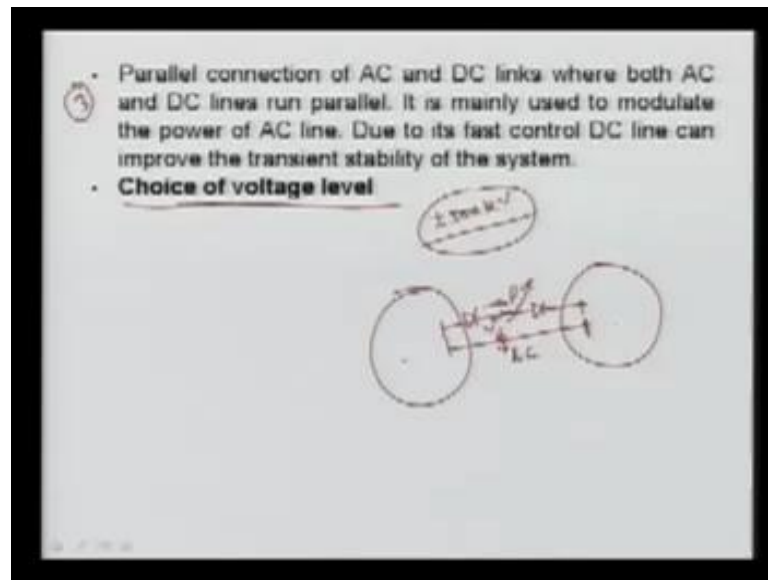 • Parallel connection of AC and DC links where both AC
③ and DC lines run parallel. It is mainly used to modulate
the power of AC line. Due to its fast control DC line can
improve the transient stability of the system.
• Choice of voltage level
AC